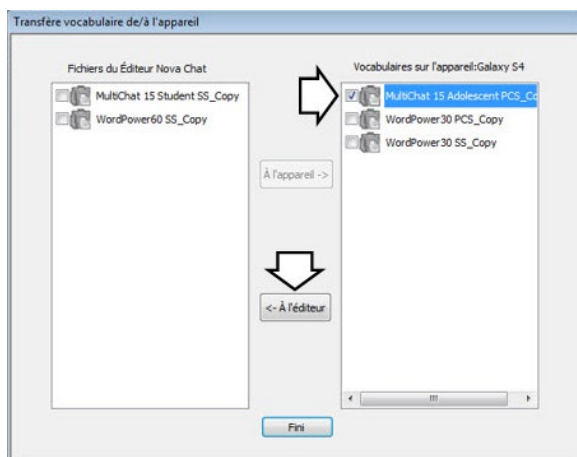 Transfère vocabulaire de/à l'appareil
Fichiers du Éditeur Nova Chat
MultiChat 15 Student SS_Copy
WordPower60 SS_Copy
À l'appareil ->
<- À l'éditeur
Vocabulaires sur l'appareil:Galaxy S4
MultiChat 15 Adolescent PCS_Co
WordPower30 PCS_Copy
WordPower30 SS_Copy
Fini